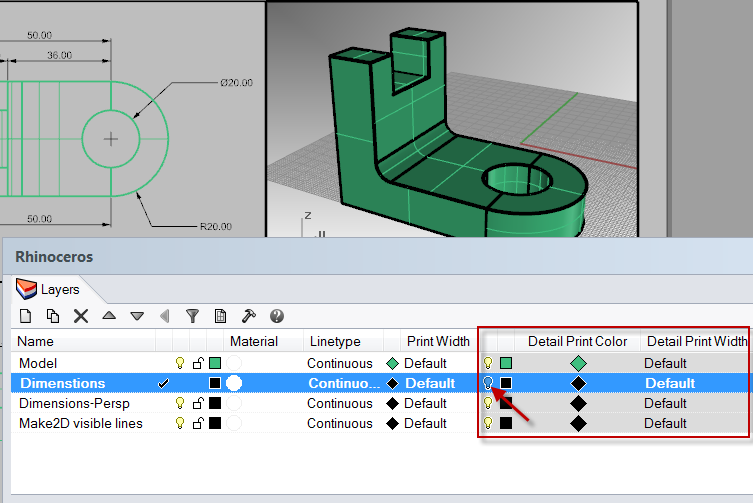 50.00
36.00
Ø20.00
50.00
R20.00
z
Rhinoceros
Layers
Name Material Linetype Print Width Detail Print Color Detail Print Width
Model Continuous Default Default
Dimenstions Continuo... Default Default
Dimensions-Persp Continuous Default Default
Make2D visible lines Continuous Default Default